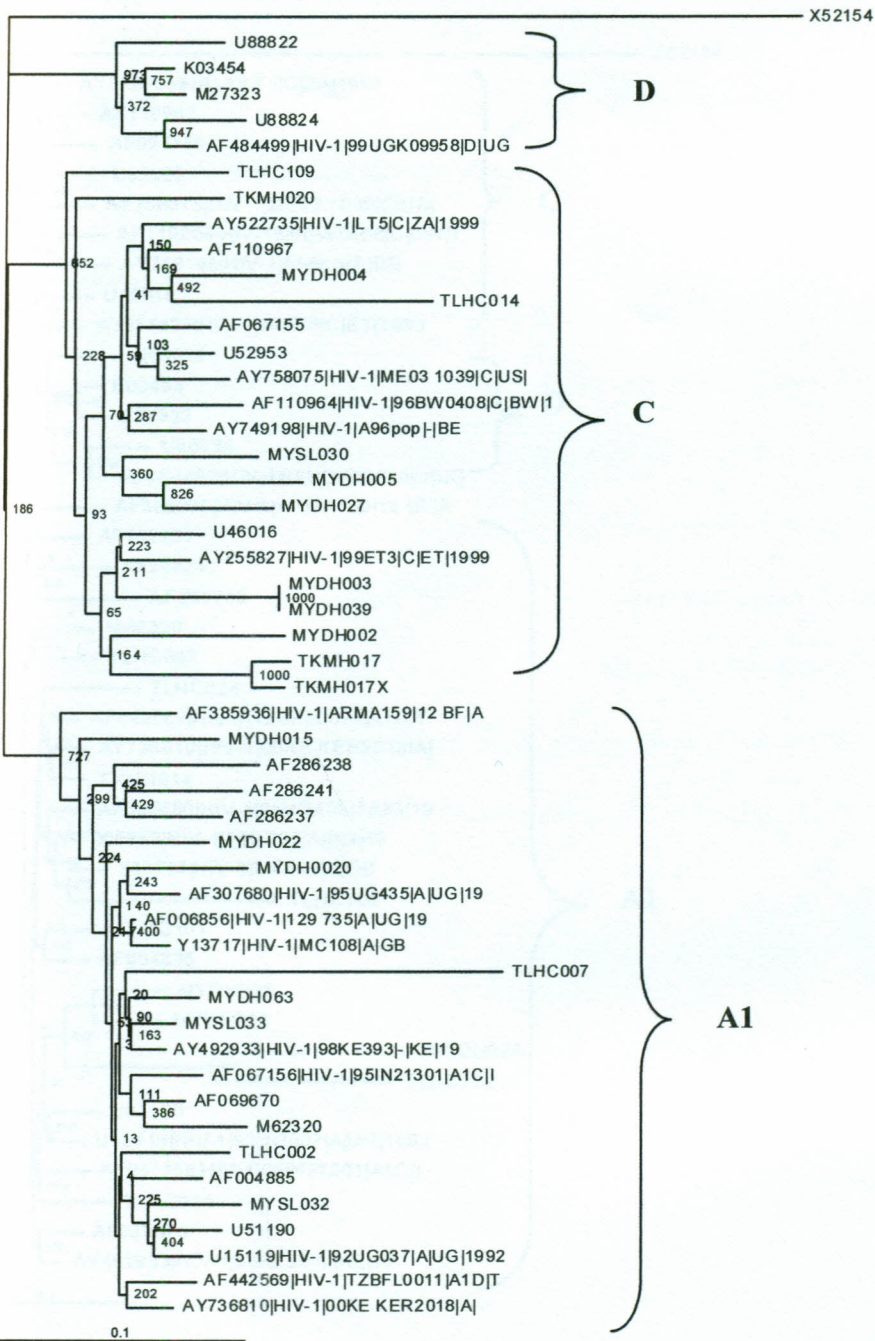 X52154
U88822
K03454
973 757
M27323
D
372
U88824
947
AF484499|HIV-1|99UGK09958|D|UG
TLHC109
TKMH020
AY522735|HIV-1|LT5|C|ZA|1999
150
AF110967
652
169
MYDH004
41
492
TLHC014
AF067155
103
U52953
228
59
325
AY758075|HIV-1|ME03 1039|C|US|
AF110964|HIV-1|96BW0408|C|BW|1
C
70
287
AY749198|HIV-1|A96pop|-|BE
MYSL030
360
MYDH005
826
186
93
MYDH027
U46016
223
AY255827|HIV-1|99ET3|C|ET|1999
211
MYDH003
1000
65
MYDH039
MYDH002
164
TKMH017
1000
TKMH017X
AF385936|HIV-1|ARMA159|12 BF|A
MYDH015
727
AF286238
425
299
AF286241
429
AF286237
MYDH022
224
MYDH0020
243
AF307680|HIV-1|95UG435|A|UG|19
140
AF006856|HIV-1|129 735|A|UG|19
400
Y13717|HIV-1|MC108|A|GB
TLHC007
20
MYDH063
90
MYSL033
A1
163
AY492933|HIV-1|98KE393|-|KE|19
AF067156|HIV-1|95IN21301|A1C|I
111
AF069670
386
M62320
13
TLHC002
4
AF004885
225
MYSL032
270
U51190
404
U15119|HIV-1|92UG037|A|UG|1992
AF442569|HIV-1|TZBFL0011|A1D|T
202
AY736810|HIV-1|00KE KER2018|A|
0.1